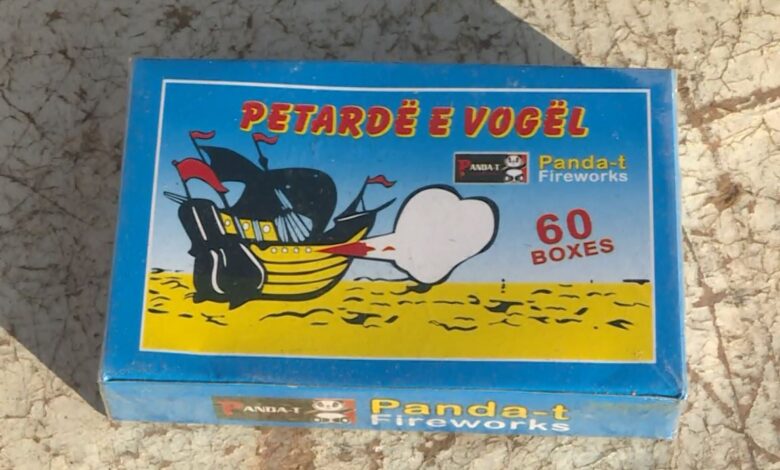 PETARDË E VOGËL
PANDA-T
Panda-t
Fireworks
60
BOXES
PANDA-T
Panda-t
Fireworks